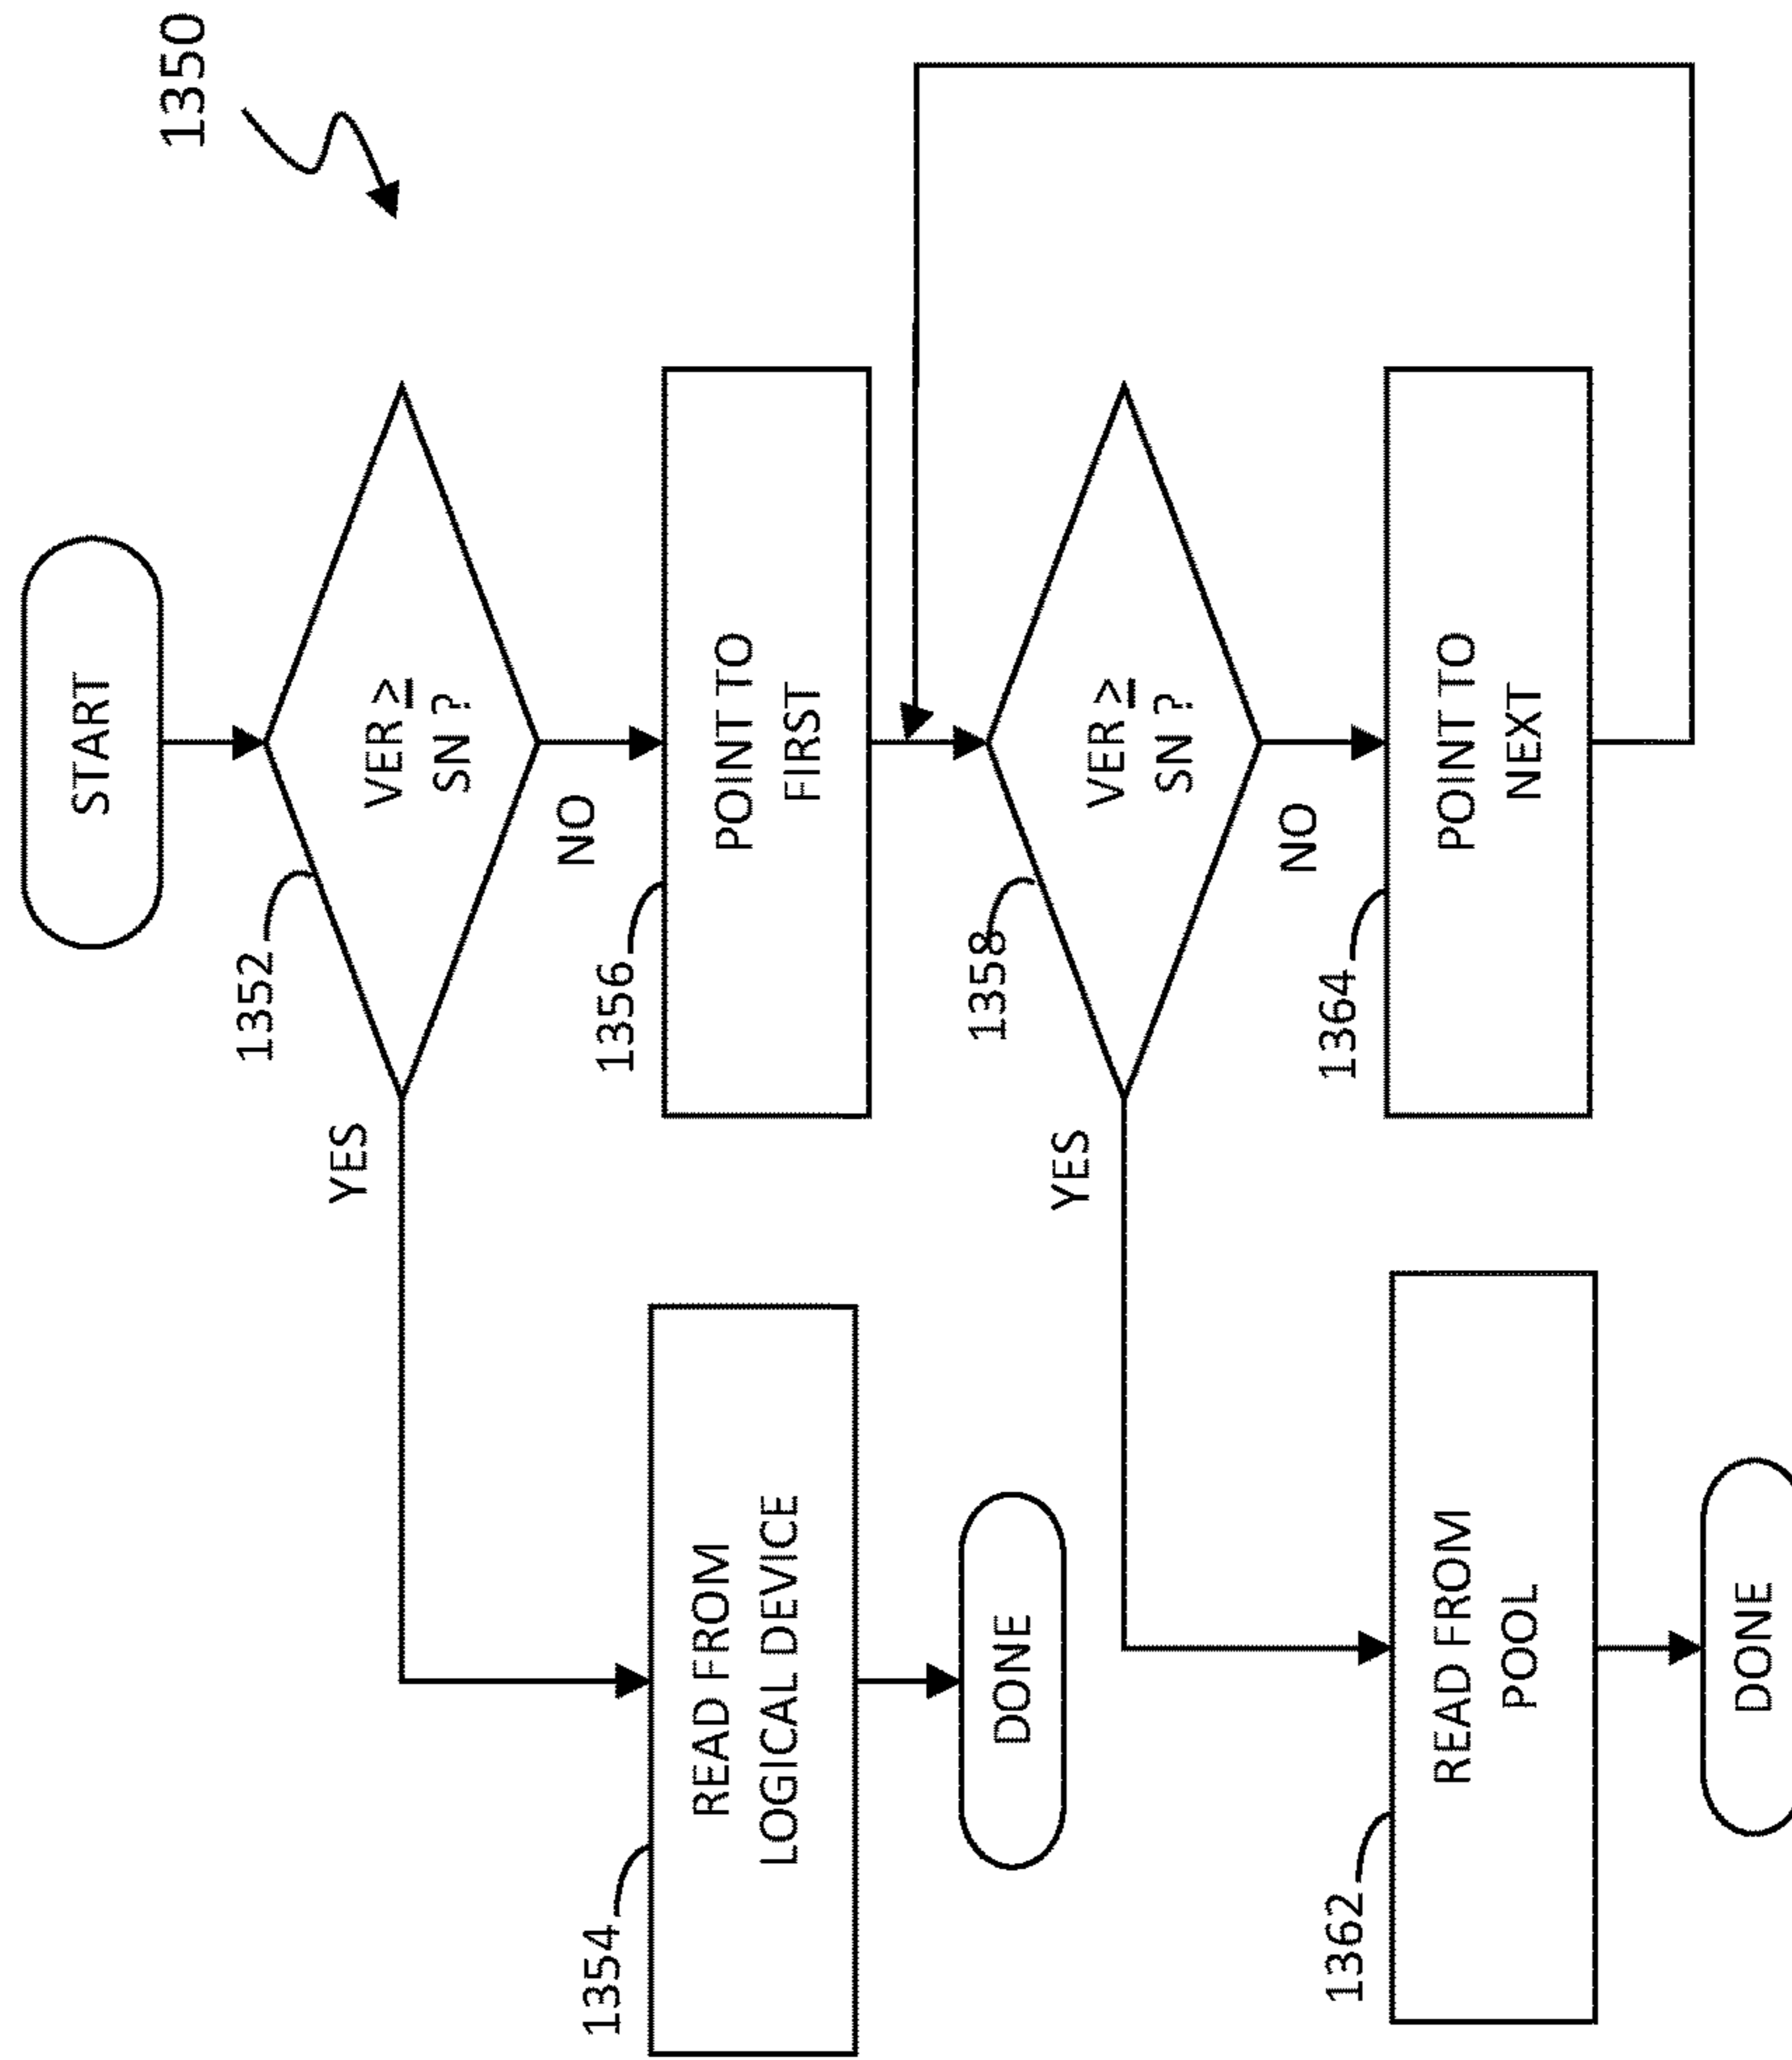 1350
START
1352
VER ≥
SN ?
YES
NO
1354
READ FROM
LOGICAL DEVICE
DONE
1356
POINT TO
FIRST
1358
VER ≥
SN ?
YES
NO
1362
READ FROM
POOL
DONE
1364
POINT TO
NEXT